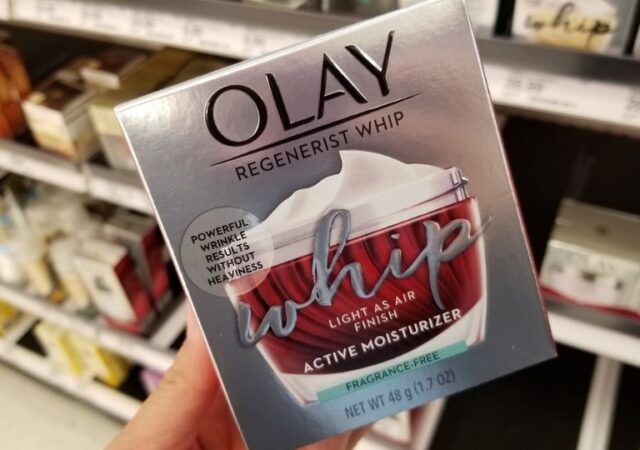 OLAY
REGENERIST WHIP
POWERFUL
WRINKLE
RESULTS
WITHOUT
HEAVINESS
whip
LIGHT AS AIR
FINISH
ACTIVE MOISTURIZER
FRAGRANCE-FREE
NET WT 48 g (1.7 OZ)
whip